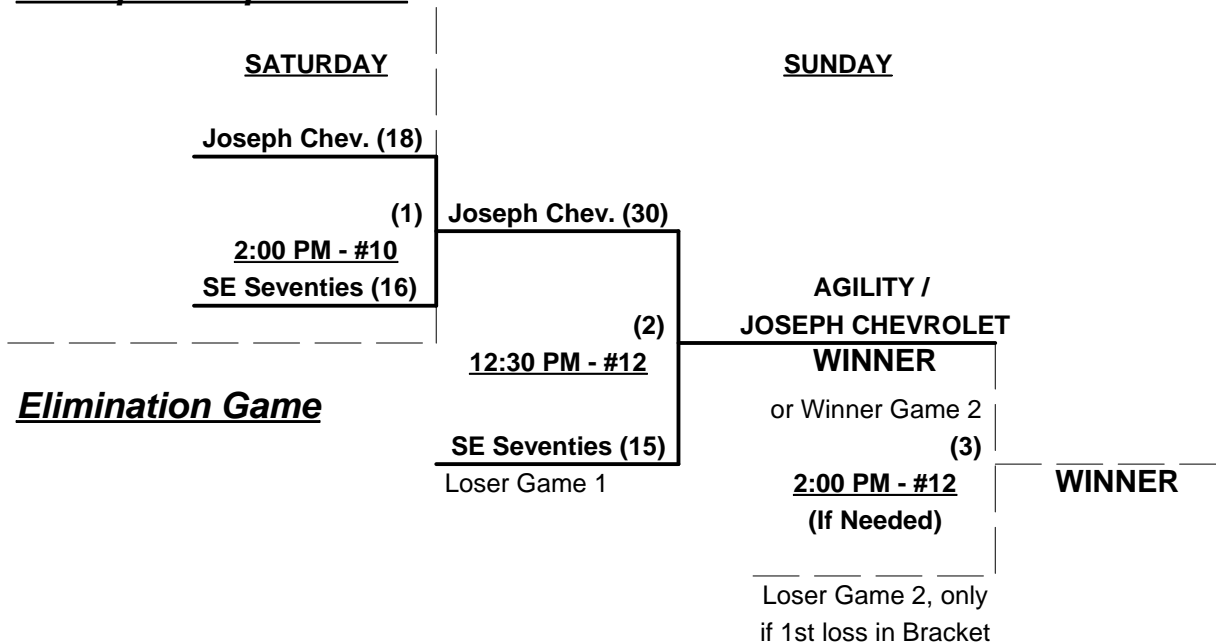 SATURDAY
SUNDAY
Joseph Chev. (18)
(1)
2:00 PM - #10
SE Seventies (16)
Joseph Chev. (30)
(2)
12:30 PM - #12
SE Seventies (15)
Loser Game 1
AGILITY /
JOSEPH CHEVROLET
WINNER
or Winner Game 2
(3)
2:00 PM - #12
(If Needed)
Loser Game 2, only
if 1st loss in Bracket
WINNER
Elimination Game